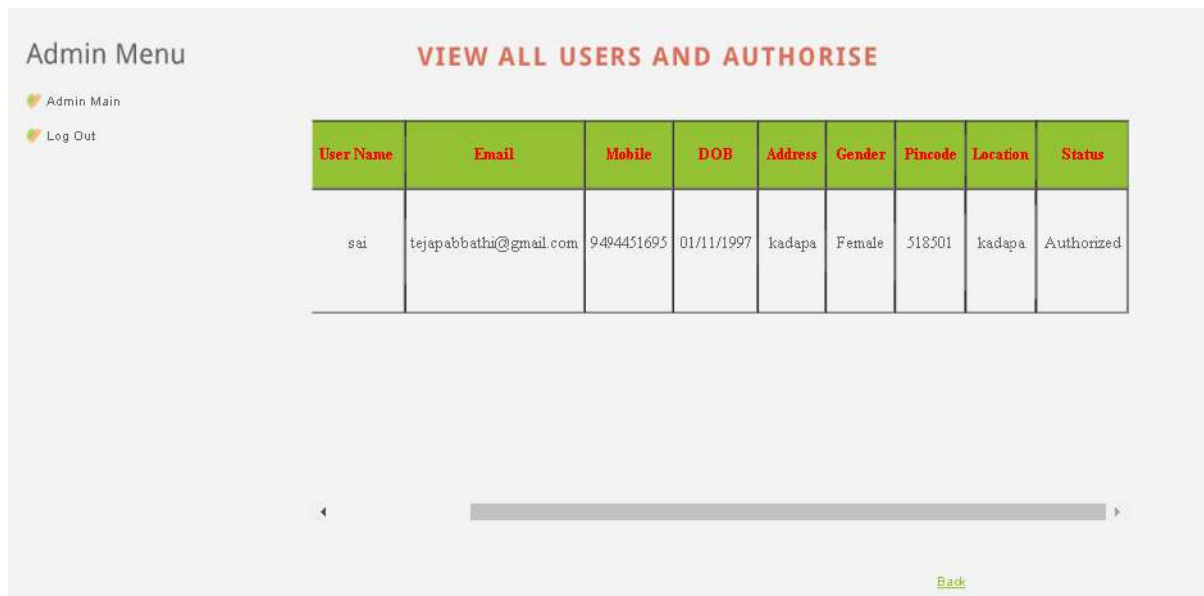 Admin Menu
VIEW ALL USERS AND AUTHORISE
Admin Main
Log Out
User Name Email Mobile DOB Address Gender Pincode Location Status
sai tejapabbathi@gmail.com 9494451695 01/11/1997 kadapa Female 518501 kadapa Authorized
Back